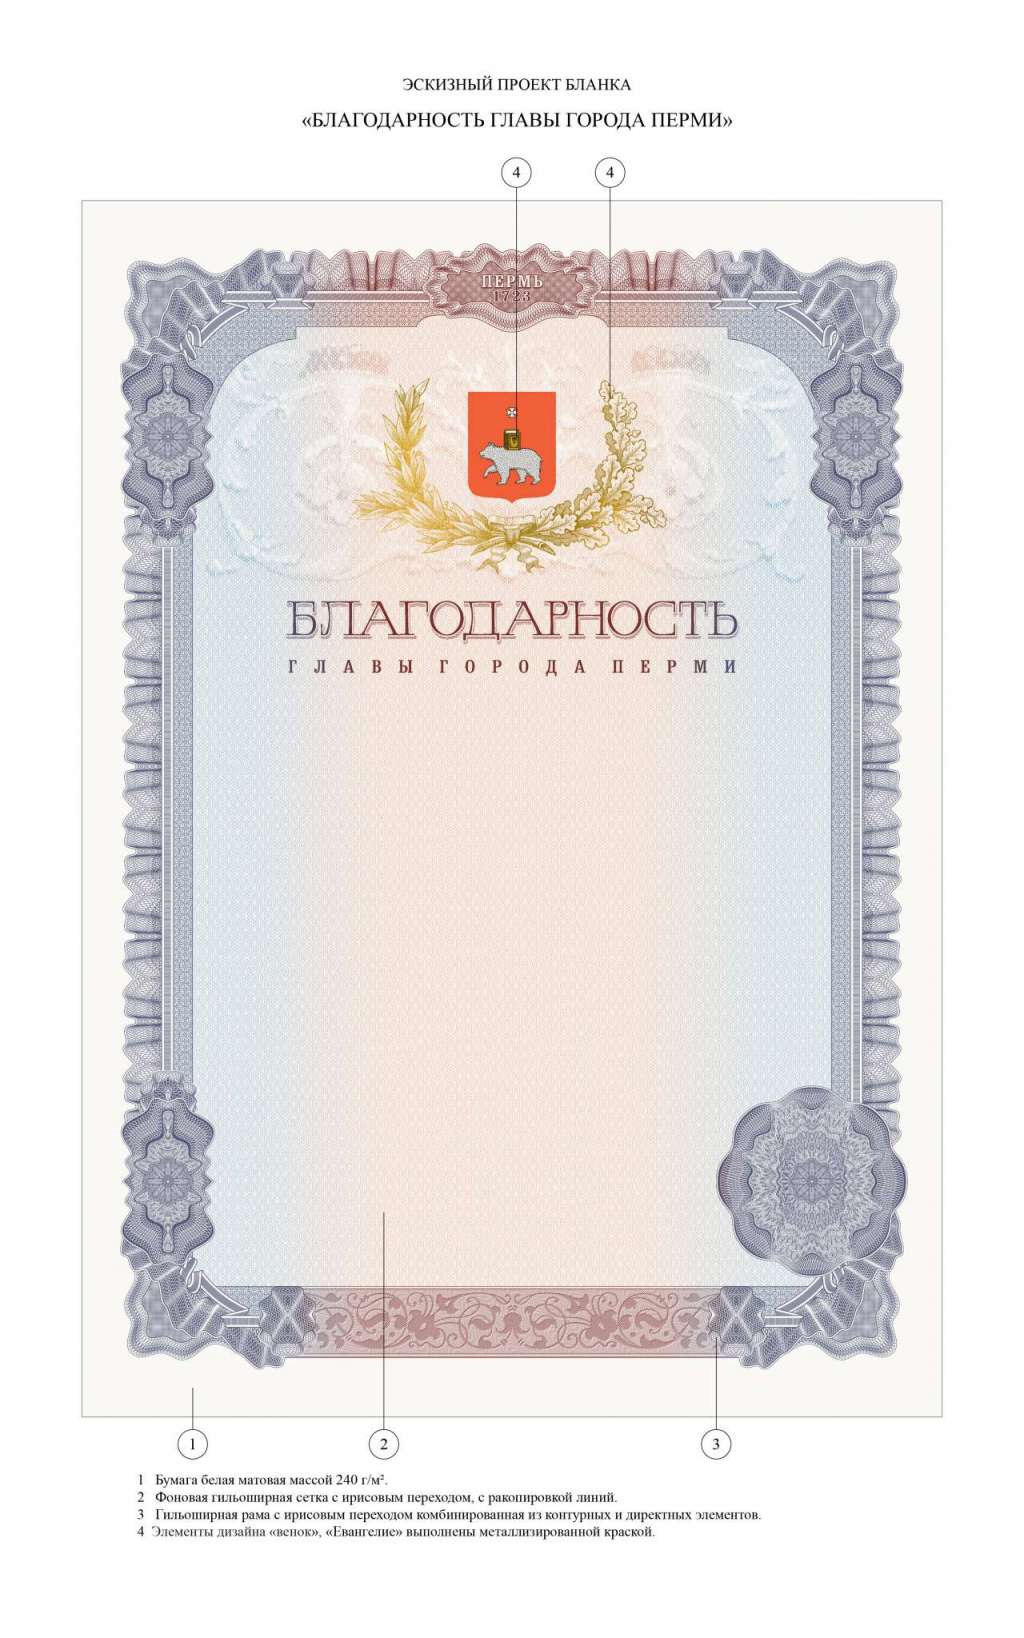 ЭСКИЗНЫЙ ПРОЕКТ БЛАНКА
«БЛАГОДАРНОСТЬ ГЛАВЫ ГОРОДА ПЕРМИ»
4 4
ПЕРМЬ
1723
БЛАГОДАРНОСТЬ
ГЛАВЫ ГОРОДА ПЕРМИ
1 2 3
1 Бумага белая матовая массой 240 г/м².
2 Фоновая гильоширная сетка с ирисовым переходом, с ракопировкой линий.
3 Гильоширная рама с ирисовым переходом комбинированная из контурных и директных элементов.
4 Элементы дизайна «венок», «Евангелие» выполнены металлизированной краской.